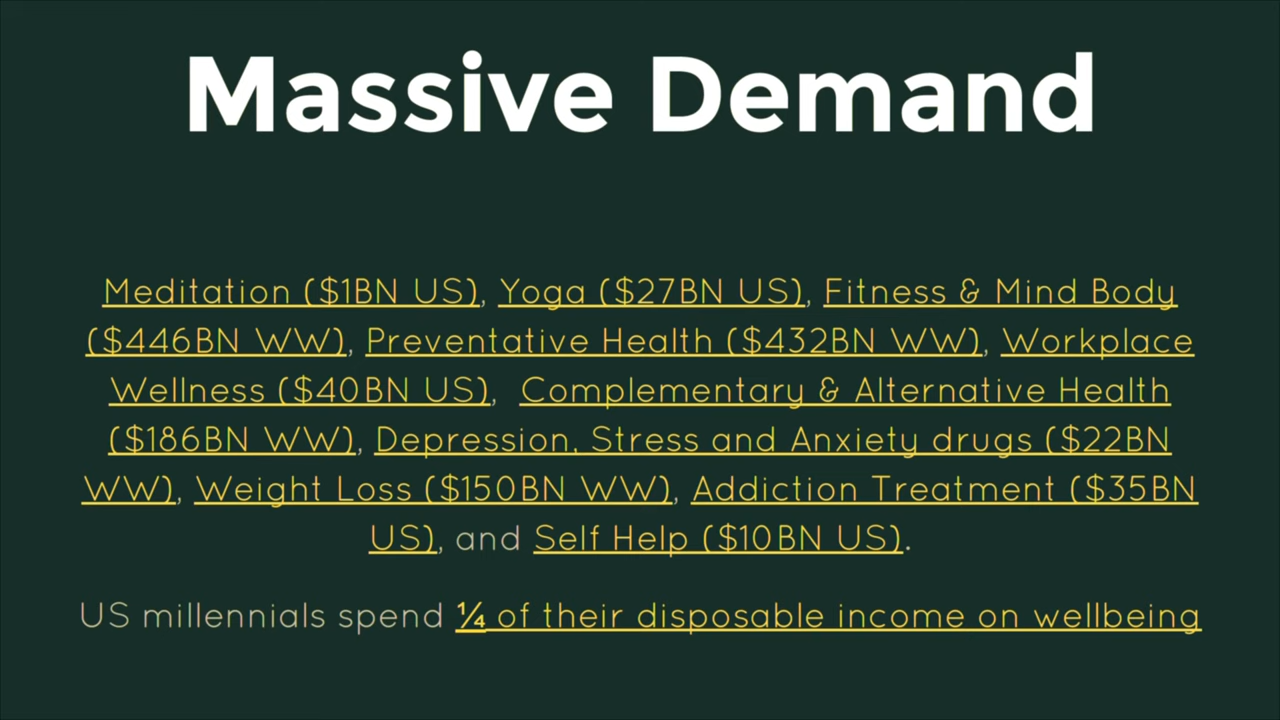 Massive Demand
Meditation ($1BN US), Yoga ($27BN US), Fitness & Mind Body
($446BN WW), Preventative Health ($432BN WW), Workplace
Wellness ($40BN US),  Complementary & Alternative Health
($186BN WW), Depression, Stress and Anxiety drugs ($22BN
WW), Weight Loss ($150BN WW), Addiction Treatment ($35BN
US), and Self Help ($10BN US).
US millennials spend ¼ of their disposable income on wellbeing